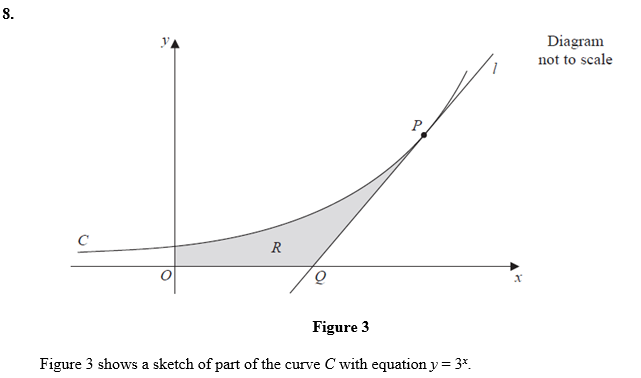 8.
y
Diagram
not to scale
l
P
C
R
O
Q
x
Figure 3
Figure 3 shows a sketch of part of the curve C with equation y = 3ˣ.